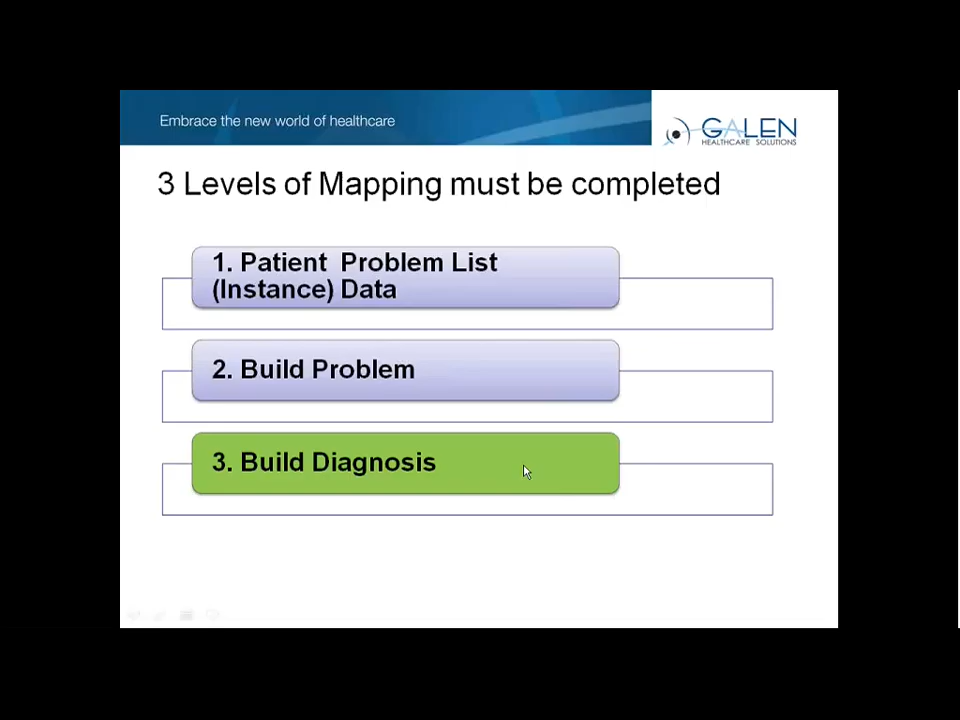 Embrace the new world of healthcare
GALEN
HEALTHCARE SOLUTIONS
3 Levels of Mapping must be completed
1. Patient  Problem List
(Instance) Data
2. Build Problem
3. Build Diagnosis